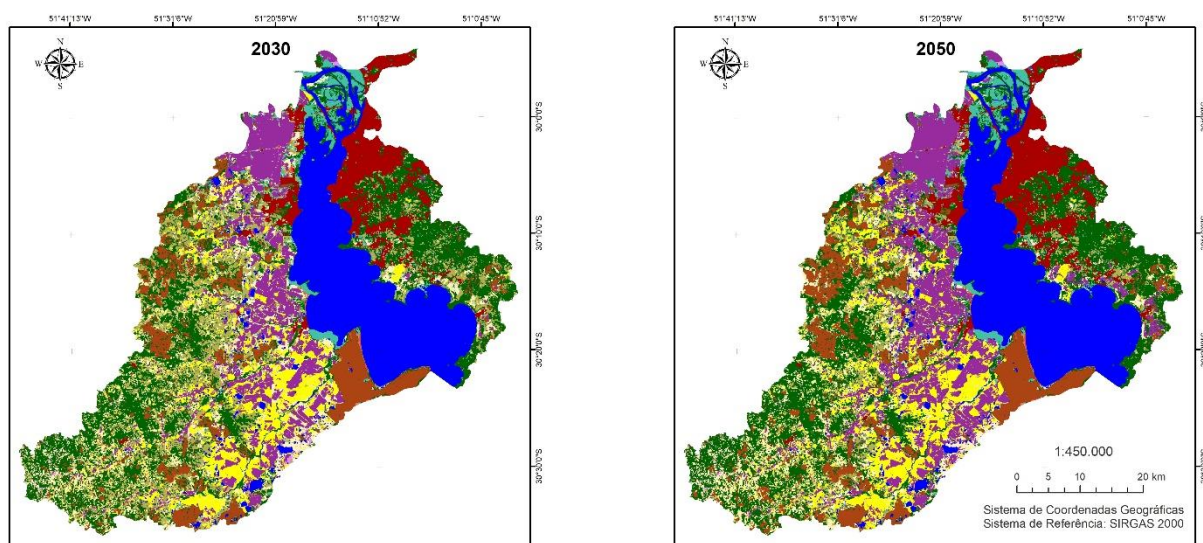 51°41'13"W 51°31'6"W 51°20'59"W 51°10'52"W 51°0'45"W
51°41'13"W 51°31'6"W 51°20'59"W 51°10'52"W 51°0'45"W
2030
N
W E
S
30°0'0"S
30°10'0"S
30°20'0"S
30°30'0"S
2050
N
W E
S
1:450.000
0 5 10 20 km
Sistema de Coordenadas Geográficas
Sistema de Referência: SIRGAS 2000